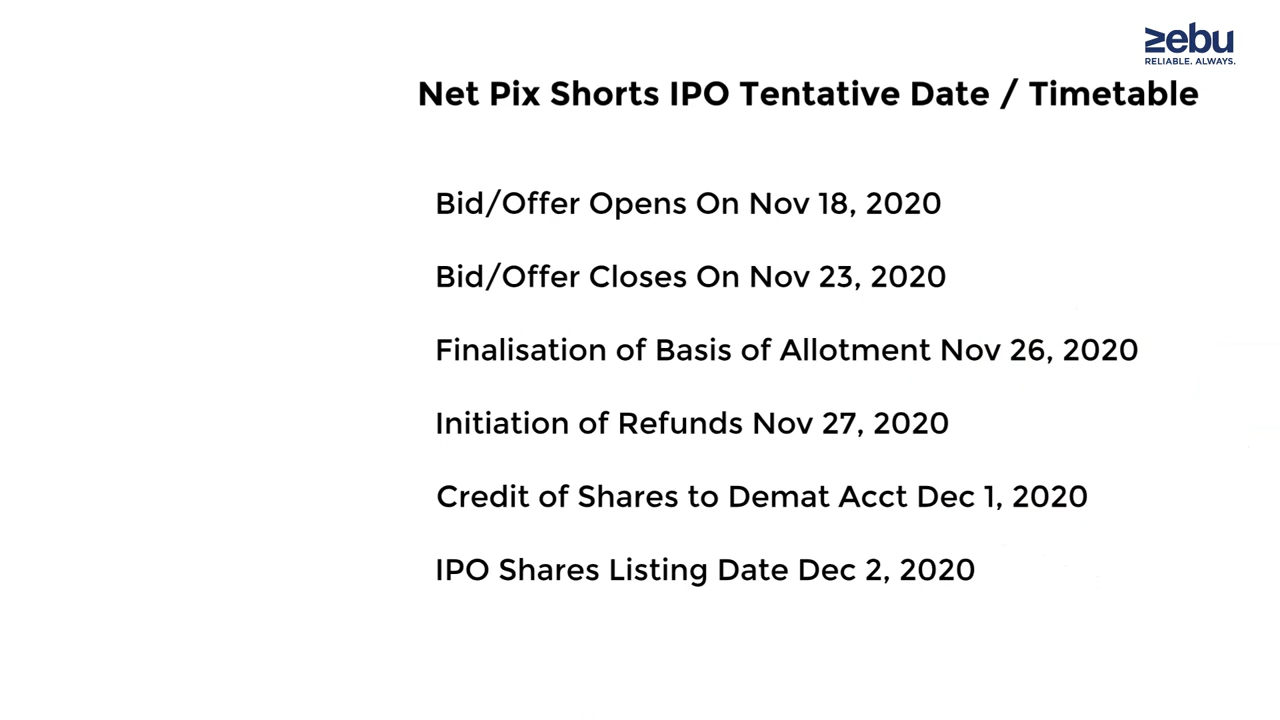 zebu
RELIABLE. ALWAYS.
Net Pix Shorts IPO Tentative Date / Timetable
Bid/Offer Opens On Nov 18, 2020
Bid/Offer Closes On Nov 23, 2020
Finalisation of Basis of Allotment Nov 26, 2020
Initiation of Refunds Nov 27, 2020
Credit of Shares to Demat Acct Dec 1, 2020
IPO Shares Listing Date Dec 2, 2020